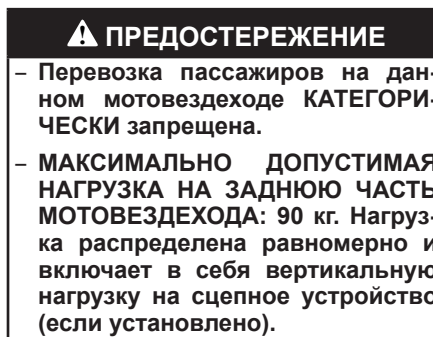 ПРЕДОСТЕРЕЖЕНИЕ
– Перевозка пассажиров на дан-
ном мотовездеходе КАТЕГОРИ-
ЧЕСКИ запрещена.
– МАКСИМАЛЬНО ДОПУСТИМАЯ
НАГРУЗКА НА ЗАДНЮЮ ЧАСТЬ
МОТОВЕЗДЕХОДА: 90 кг. Нагруз-
ка распределена равномерно и
включает в себя вертикальную
нагрузку на сцепное устройство
(если установлено).